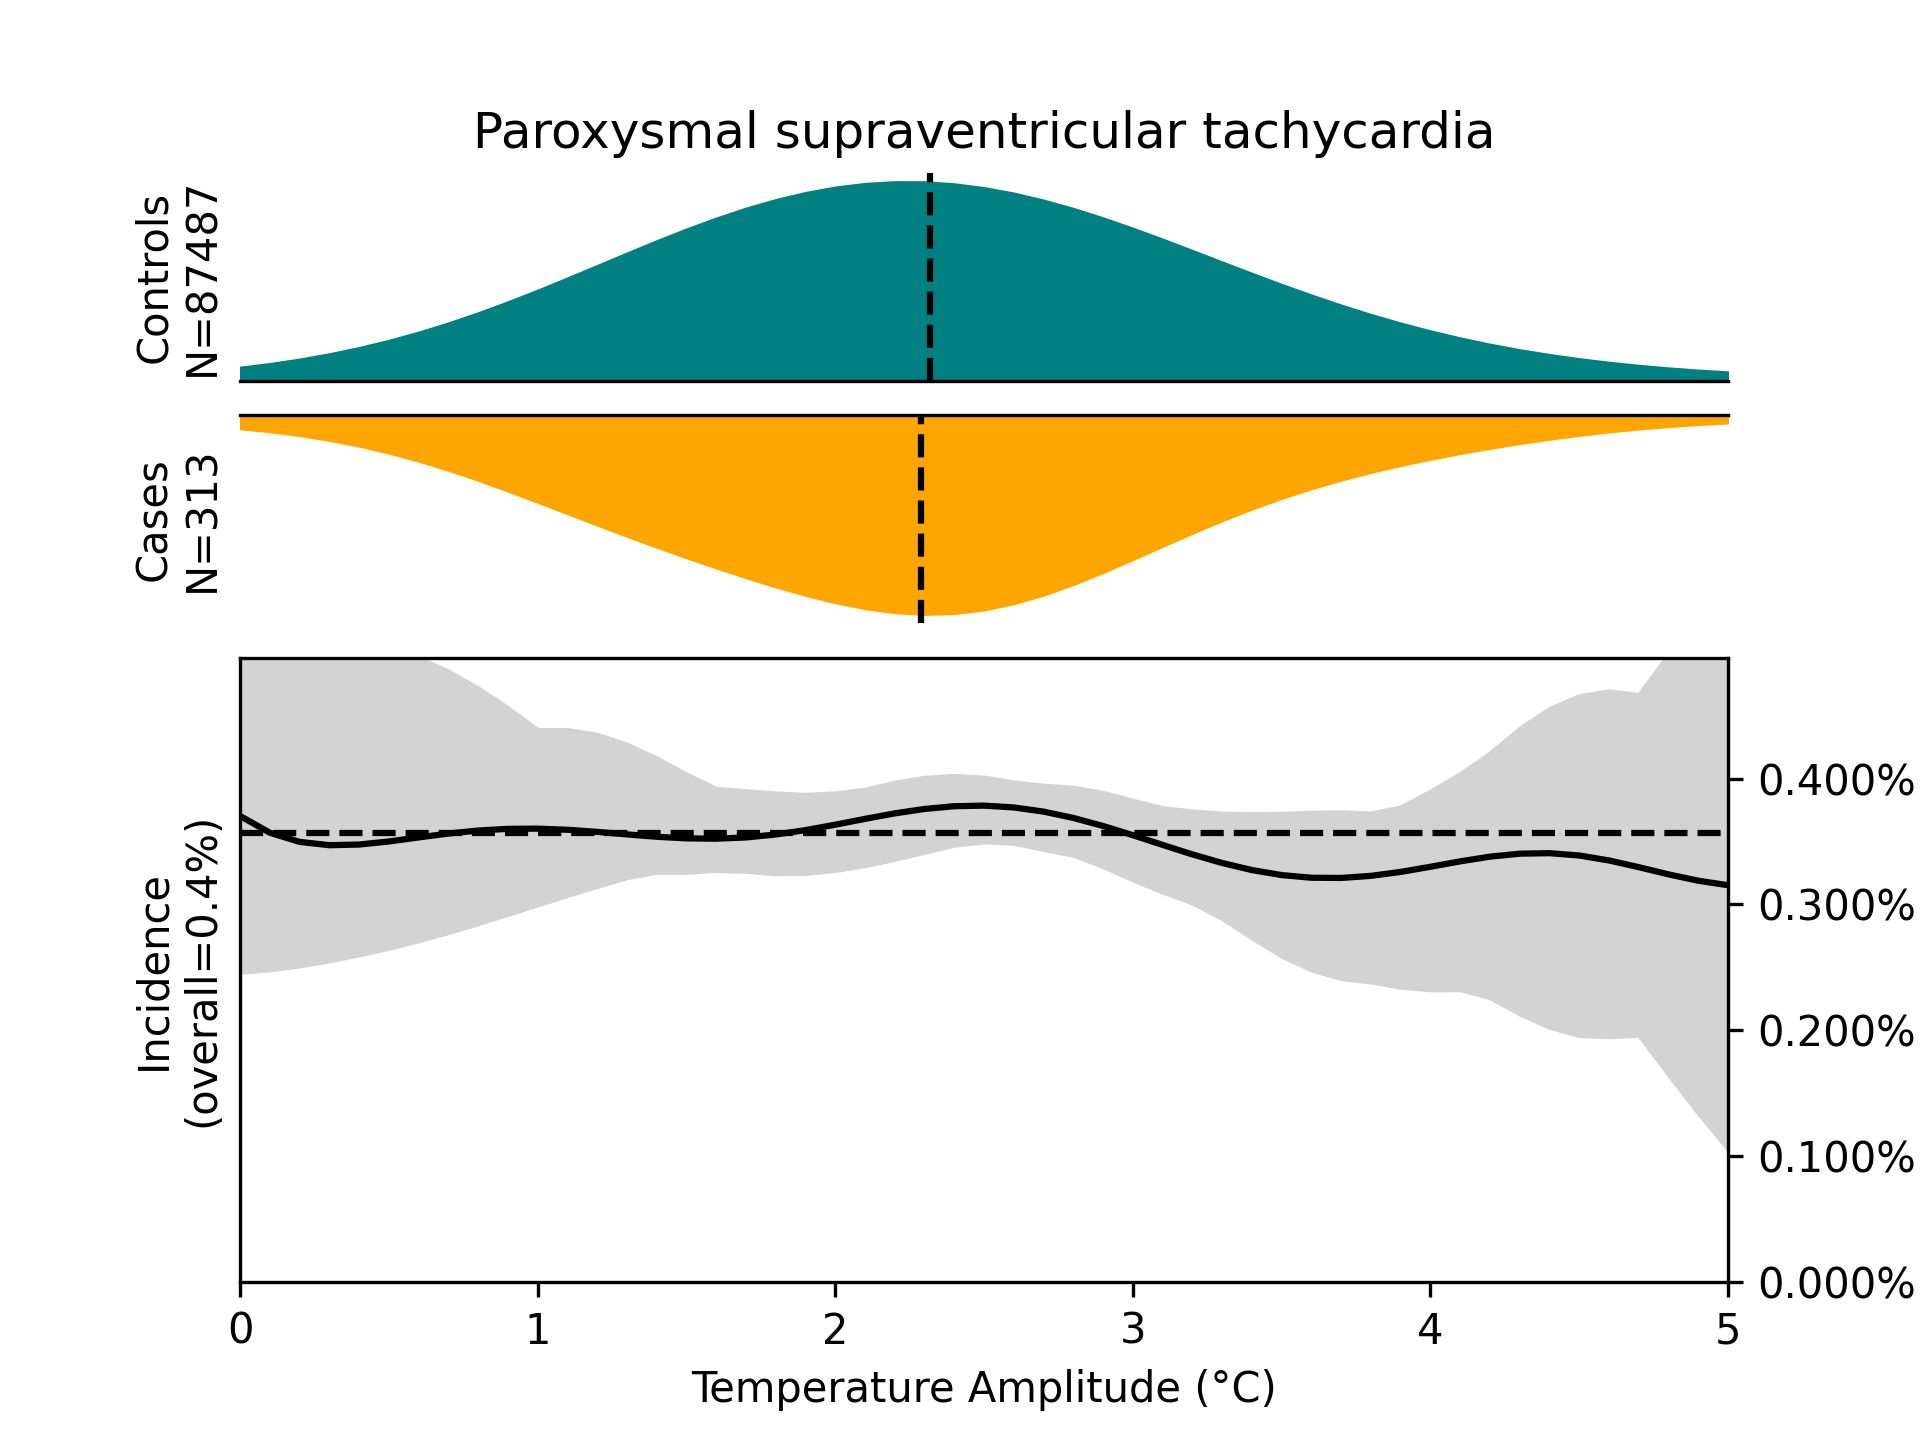 Paroxysmal supraventricular tachycardia
Controls
N=87487
Cases
N=313
Incidence
(overall=0.4%)
0.400%
0.300%
0.200%
0.100%
0.000%
0 1 2 3 4 5
Temperature Amplitude (°C)